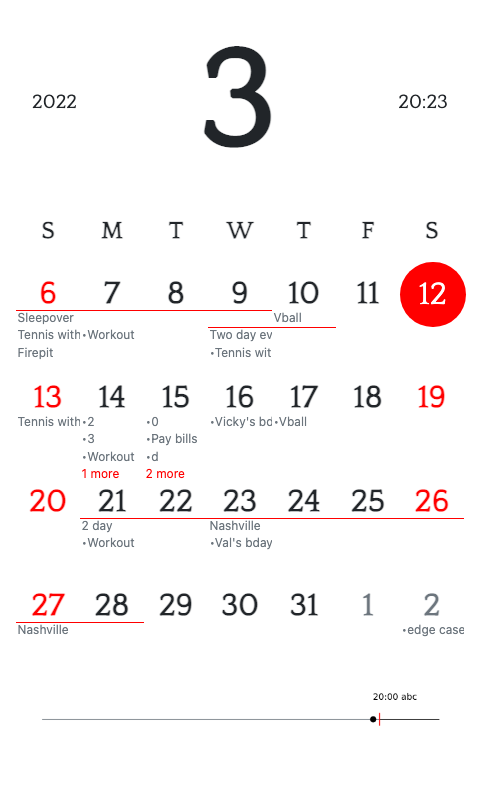 2022 3 20:23
S M T W T F S
6 7 8 9 10 11 12
Sleepover Vball
Tennis with •Workout Two day ev
Firepit •Tennis wit
13 14 15 16 17 18 19
Tennis with •2 •0 •Vicky's bd •Vball
•3 •Pay bills
•Workout •d
1 more 2 more
20 21 22 23 24 25 26
2 day Nashville
•Workout •Val's bday
27 28 29 30 31 1 2
Nashville •edge case
20:00 abc